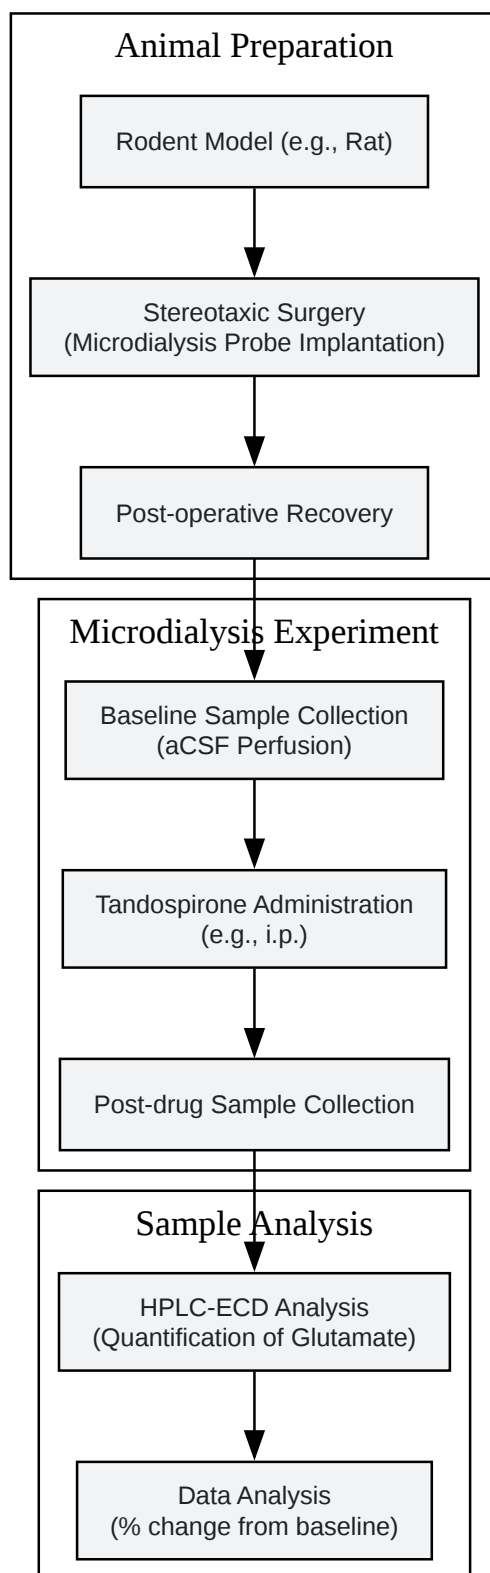 Animal Preparation
Rodent Model (e.g., Rat)
Stereotaxic Surgery
(Microdialysis Probe Implantation)
Post-operative Recovery
Microdialysis Experiment
Baseline Sample Collection
(aCSF Perfusion)
Tandospirone Administration
(e.g., i.p.)
Post-drug Sample Collection
Sample Analysis
HPLC-ECD Analysis
(Quantification of Glutamate)
Data Analysis
(% change from baseline)